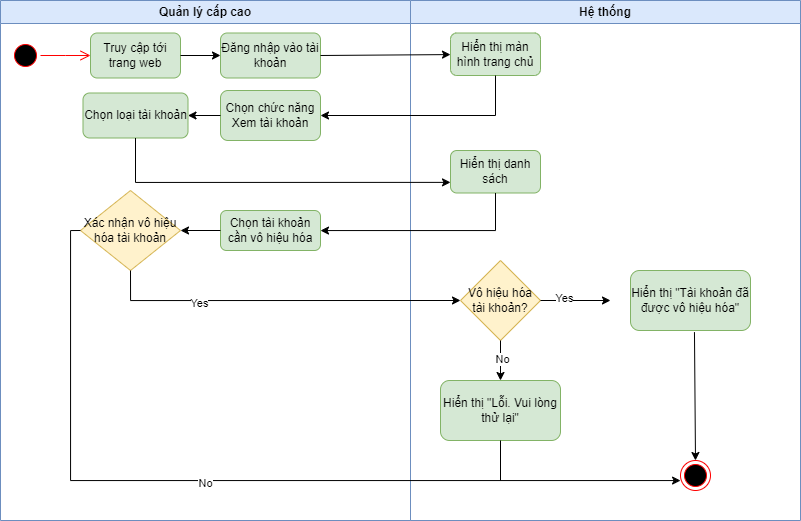 Quản lý cấp cao
Hệ thống
Truy cập tới
trang web
Đăng nhập vào tài
khoản
Hiển thị màn
hình trang chủ
Chọn loại tài khoản
Chọn chức năng
Xem tài khoản
Hiển thị danh
sách
Xác nhận vô hiệu
hóa tài khoản
Chọn tài khoản
cần vô hiệu hóa
Yes
Vô hiệu hóa
tài khoản?
Yes
Hiển thị "Tài khoản đã
được vô hiệu hóa"
No
Hiển thị "Lỗi. Vui lòng
thử lại"
No